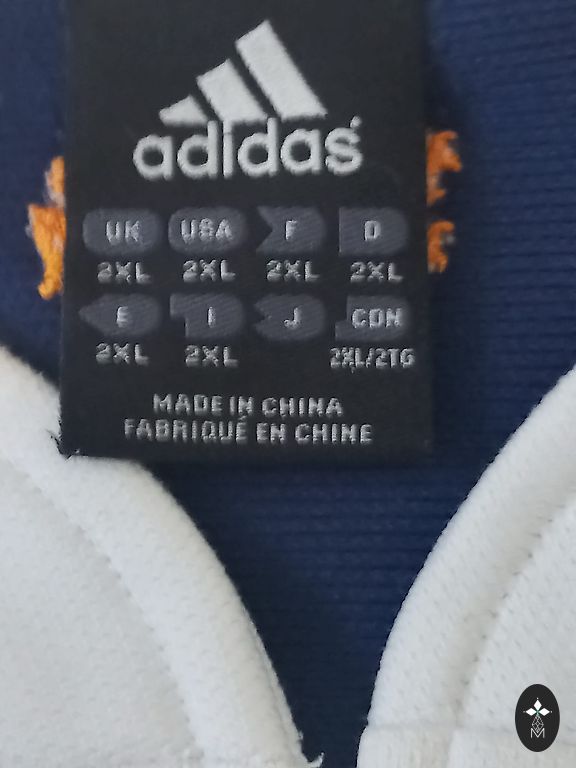 adidas
UK USA F D
2XL 2XL 2XL 2XL
E I J CDN
2XL 2XL 2XL/2TG
MADE IN CHINA
FABRIQUÉ EN CHINE
M